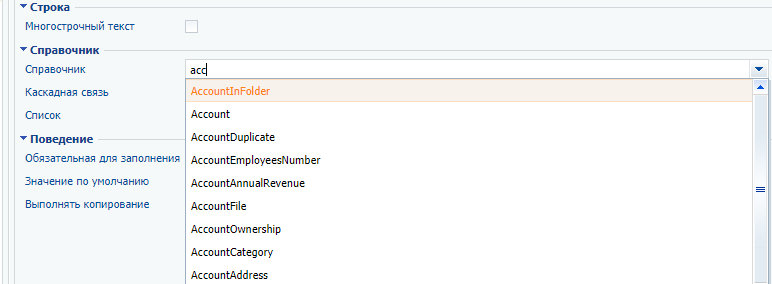 Строка
Многострочный текст
Справочник
Справочник acc
AccountInFolder
Каскадная связь
Account
Список
AccountDuplicate
Поведение
Обязательная для заполнения
AccountEmployeesNumber
Значение по умолчанию
AccountAnnualRevenue
Выполнять копирование
AccountFile
AccountOwnership
AccountCategory
AccountAddress